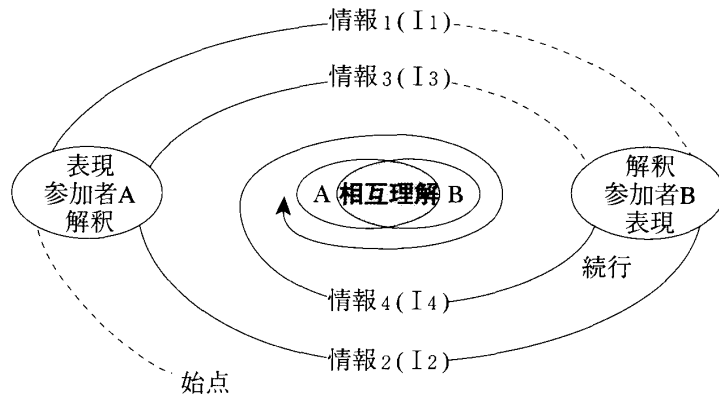 情報1(I1)
情報3(I3)
表現
参加者A
解釈
A 相互理解 B
解釈
参加者B
表現
続行
情報4(I4)
情報2(I2)
始点